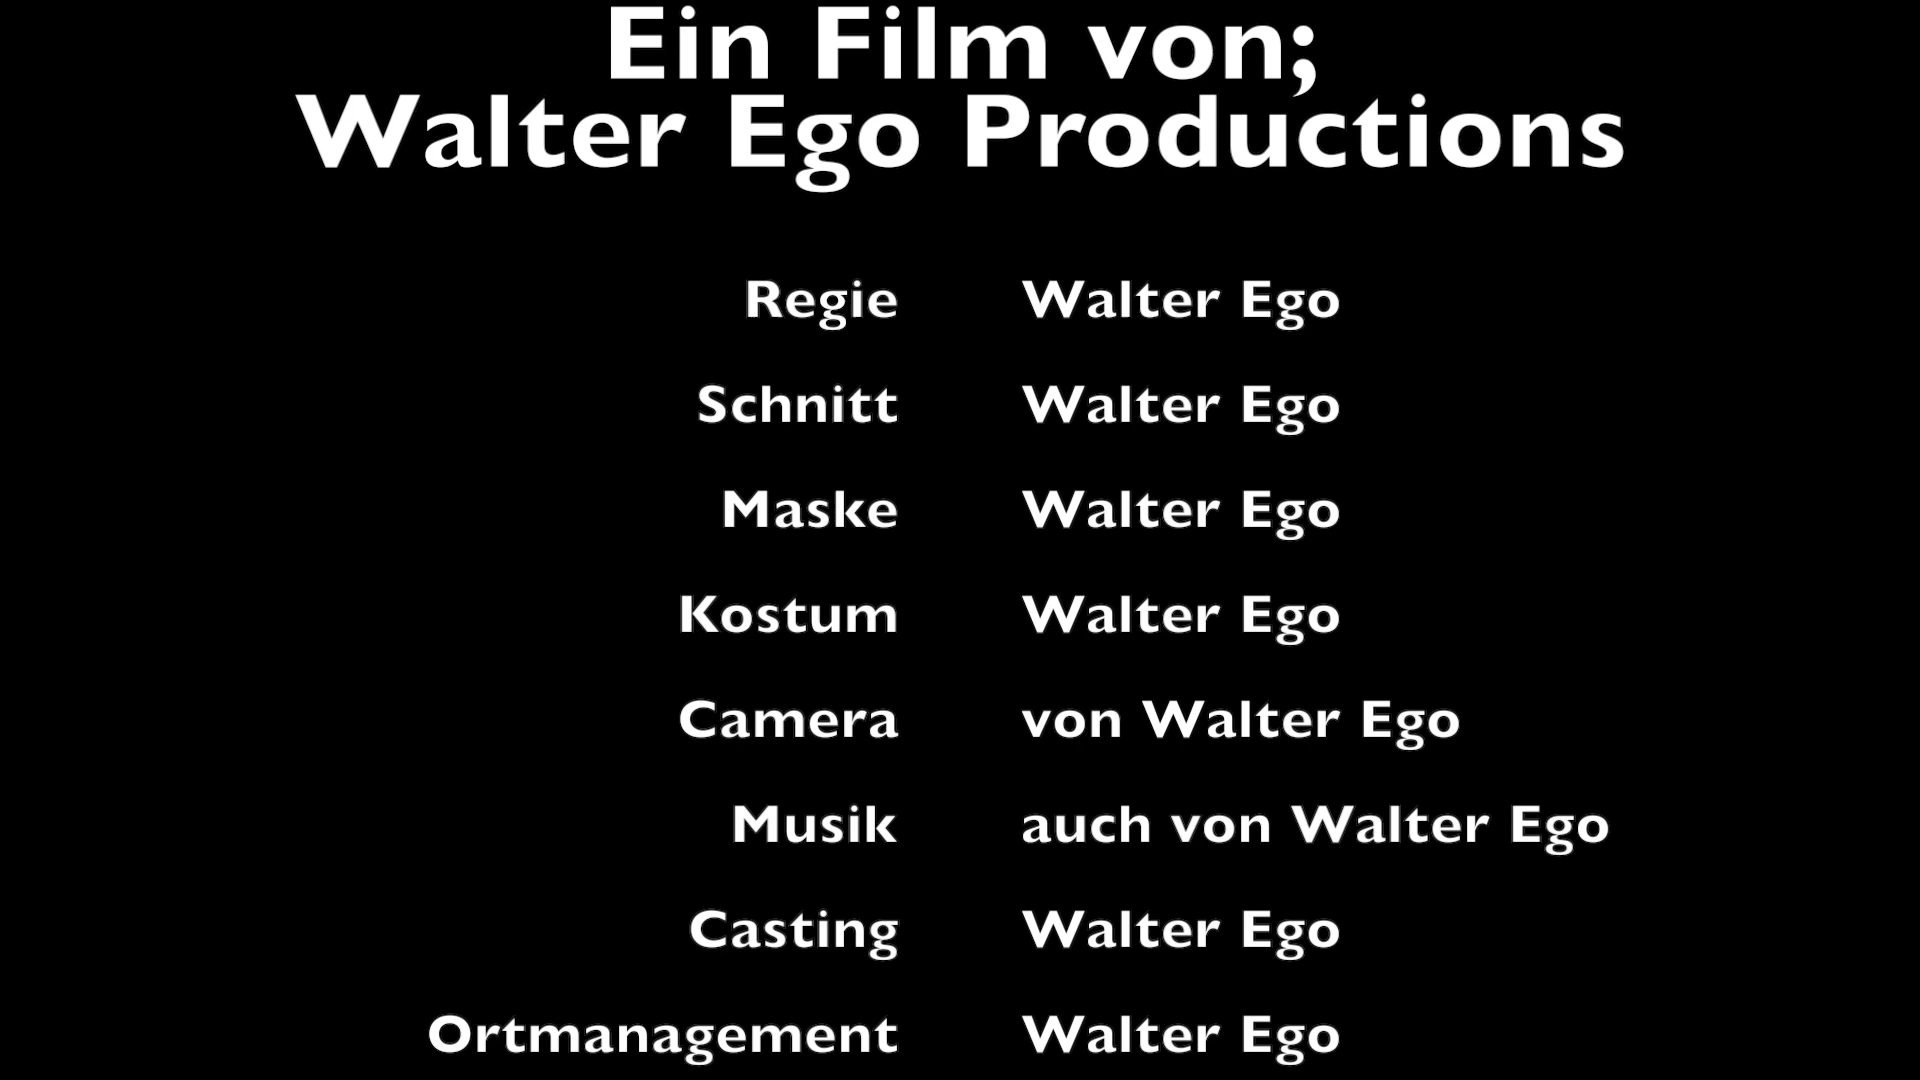 Ein Film von;
Walter Ego Productions
Regie Walter Ego
Schnitt Walter Ego
Maske Walter Ego
Kostum Walter Ego
Camera von Walter Ego
Musik auch von Walter Ego
Casting Walter Ego
Ortmanagement Walter Ego